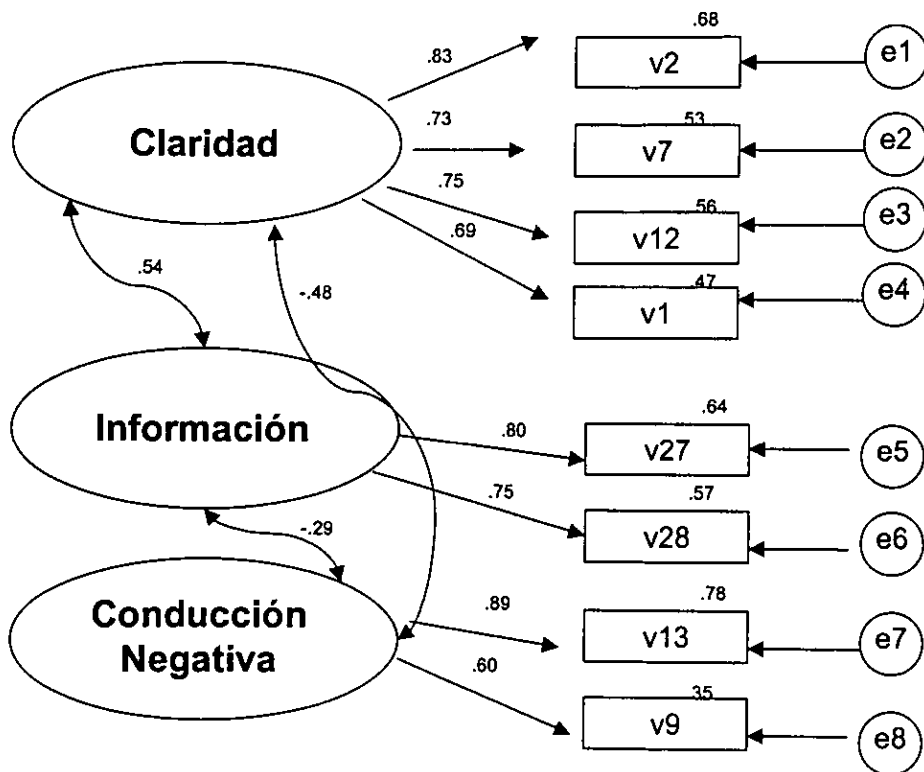 .68
.83
v2
e1
.73
.53
Claridad
v7
e2
.75
.56
v12
e3
.69
.47
v1
e4
.54
-.48
.64
Información
.80
v27
e5
.75
.57
v28
e6
-.29
.78
Conducción
Negativa
.89
v13
e7
.60
.35
v9
e8